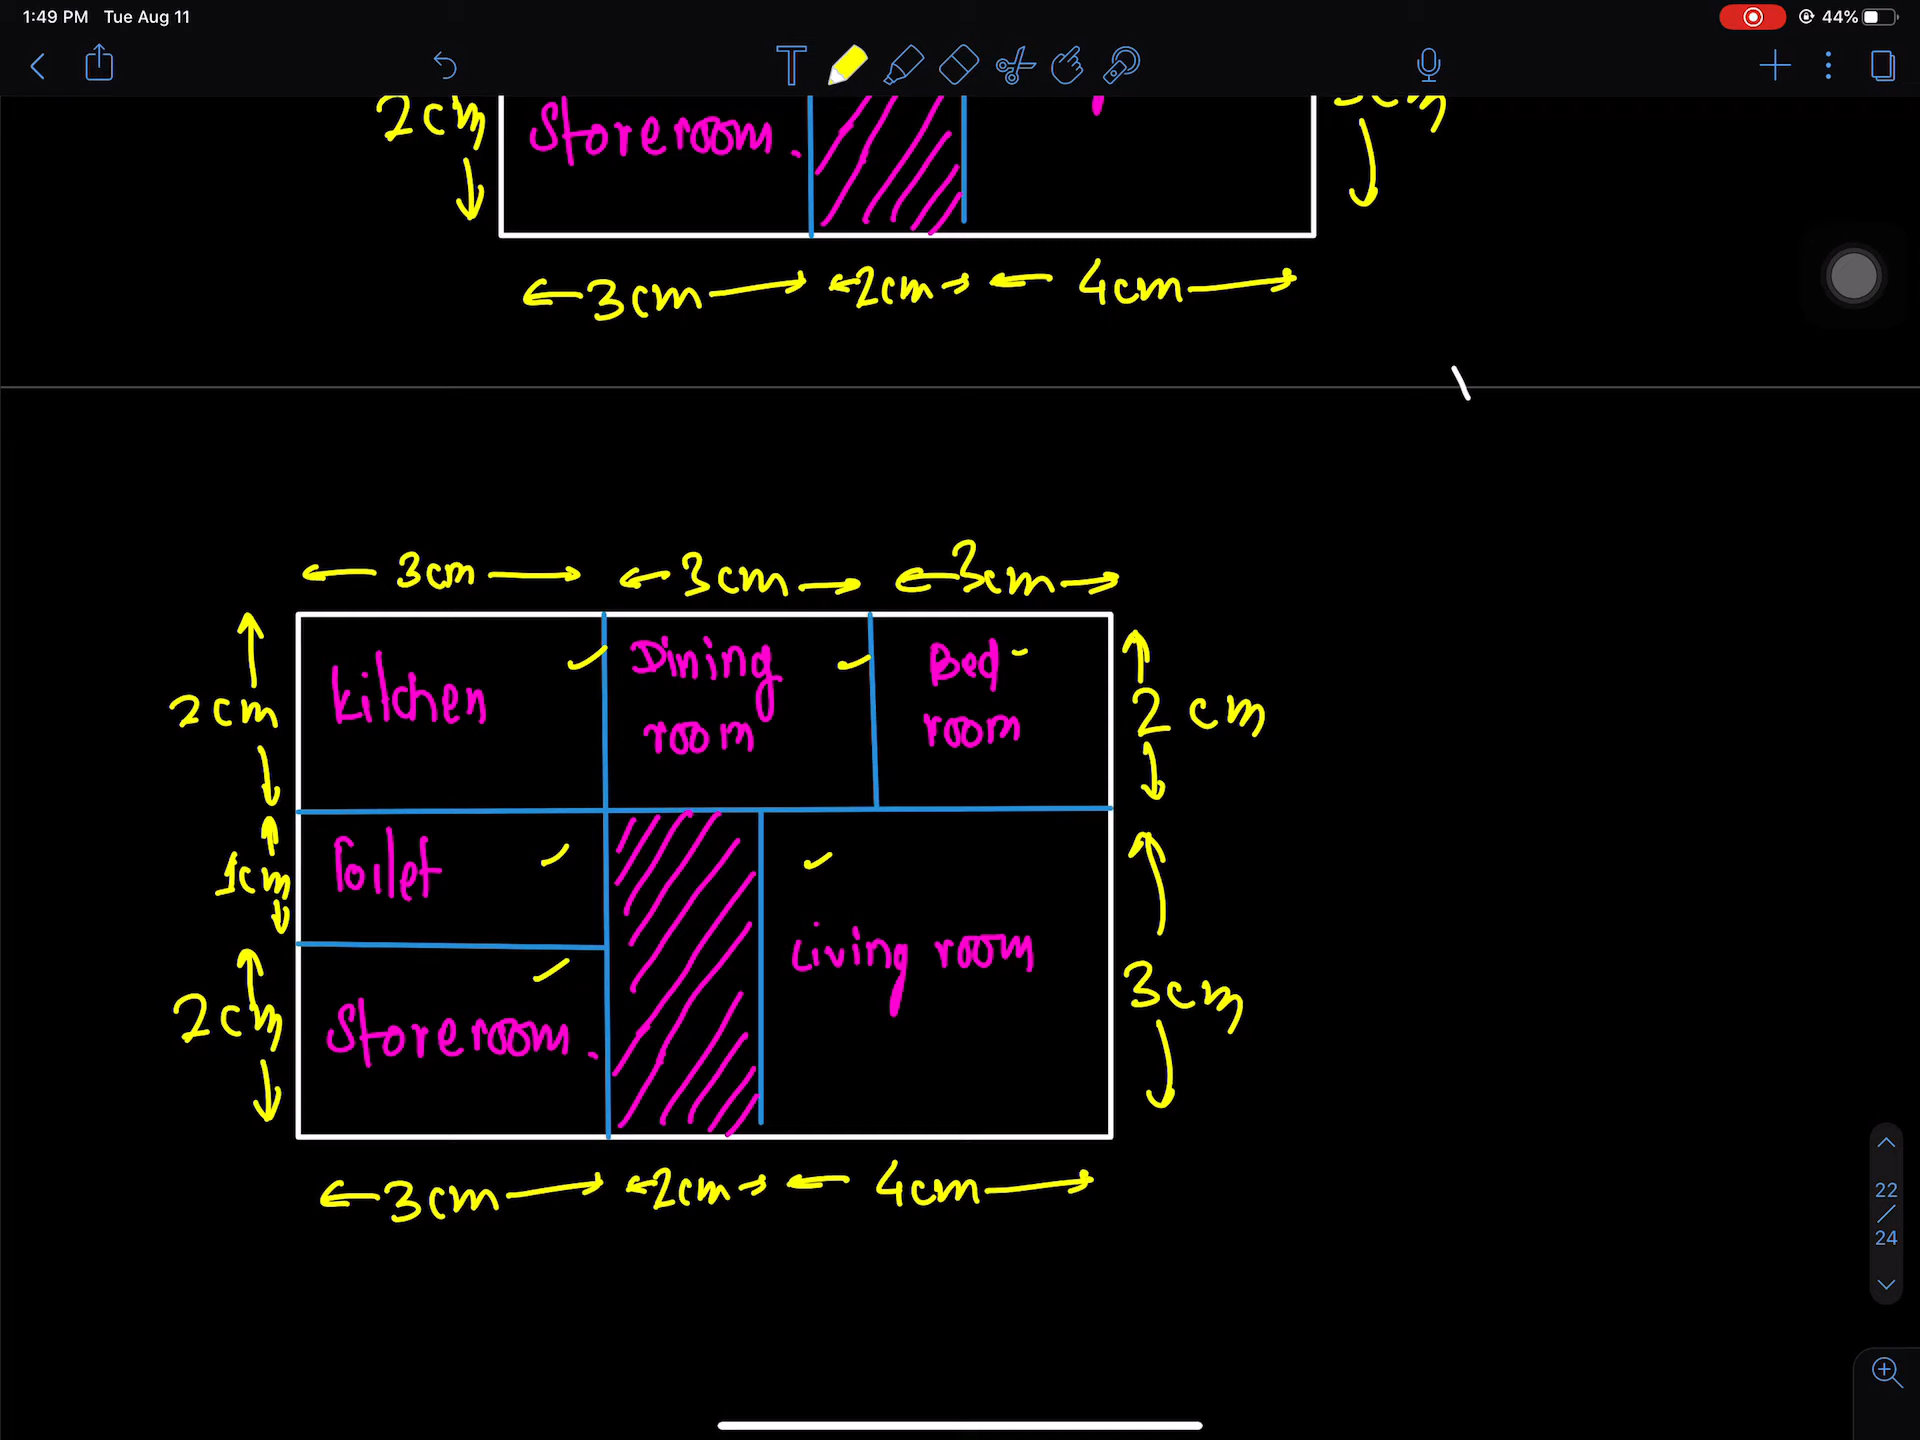 1:49 PM Tue Aug 11
44%
T
2cm
Storeroom.
3cm
3cm
2cm
4cm
3cm
3cm
3cm
2cm
Kitchen
Dining
room
Bed
room
2 cm
1cm
Toilet
2cm
Storeroom.
Living room
3cm
3cm
2cm
4cm
22
/
24